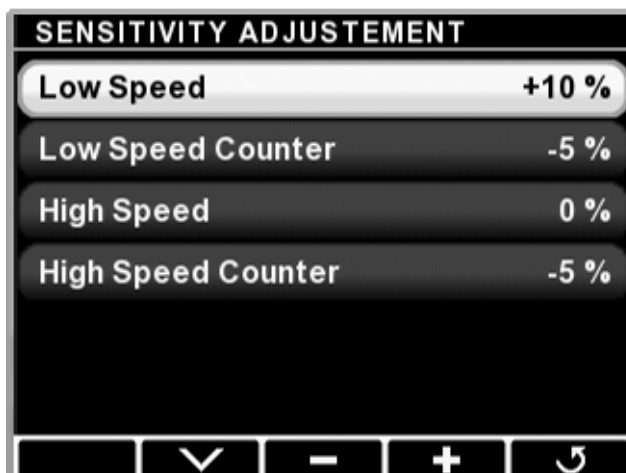 SENSITIVITY ADJUSTEMENT
Low Speed +10 %
Low Speed Counter -5 %
High Speed 0 %
High Speed Counter -5 %